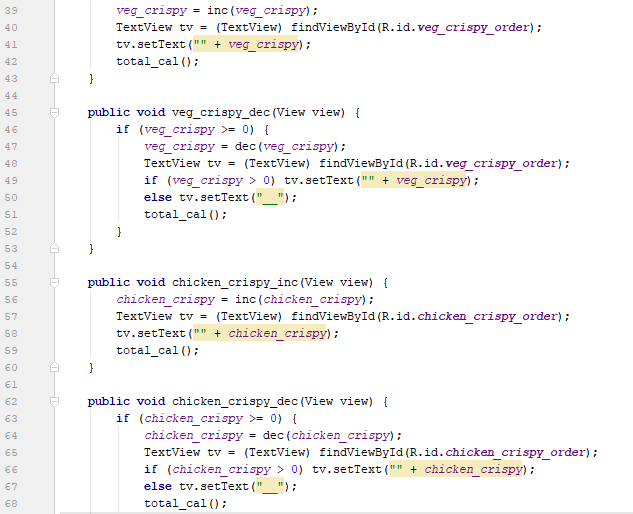 39 veg_crispy = inc(veg_crispy);
40 TextView tv = (TextView) findViewById(R.id.veg_crispy_order);
41 tv.setText("" + veg_crispy);
42 total_cal();
43 }
44
45 public void veg_crispy_dec(View view) {
46 if (veg_crispy >= 0) {
47 veg_crispy = dec(veg_crispy);
48 TextView tv = (TextView) findViewById(R.id.veg_crispy_order);
49 if (veg_crispy > 0) tv.setText("" + veg_crispy);
50 else tv.setText("__");
51 total_cal();
52 }
53 }
54
55 public void chicken_crispy_inc(View view) {
56 chicken_crispy = inc(chicken_crispy);
57 TextView tv = (TextView) findViewById(R.id.chicken_crispy_order);
58 tv.setText("" + chicken_crispy);
59 total_cal();
60 }
61
62 public void chicken_crispy_dec(View view) {
63 if (chicken_crispy >= 0) {
64 chicken_crispy = dec(chicken_crispy);
65 TextView tv = (TextView) findViewById(R.id.chicken_crispy_order);
66 if (chicken_crispy > 0) tv.setText("" + chicken_crispy);
67 else tv.setText("__");
68 total_cal();